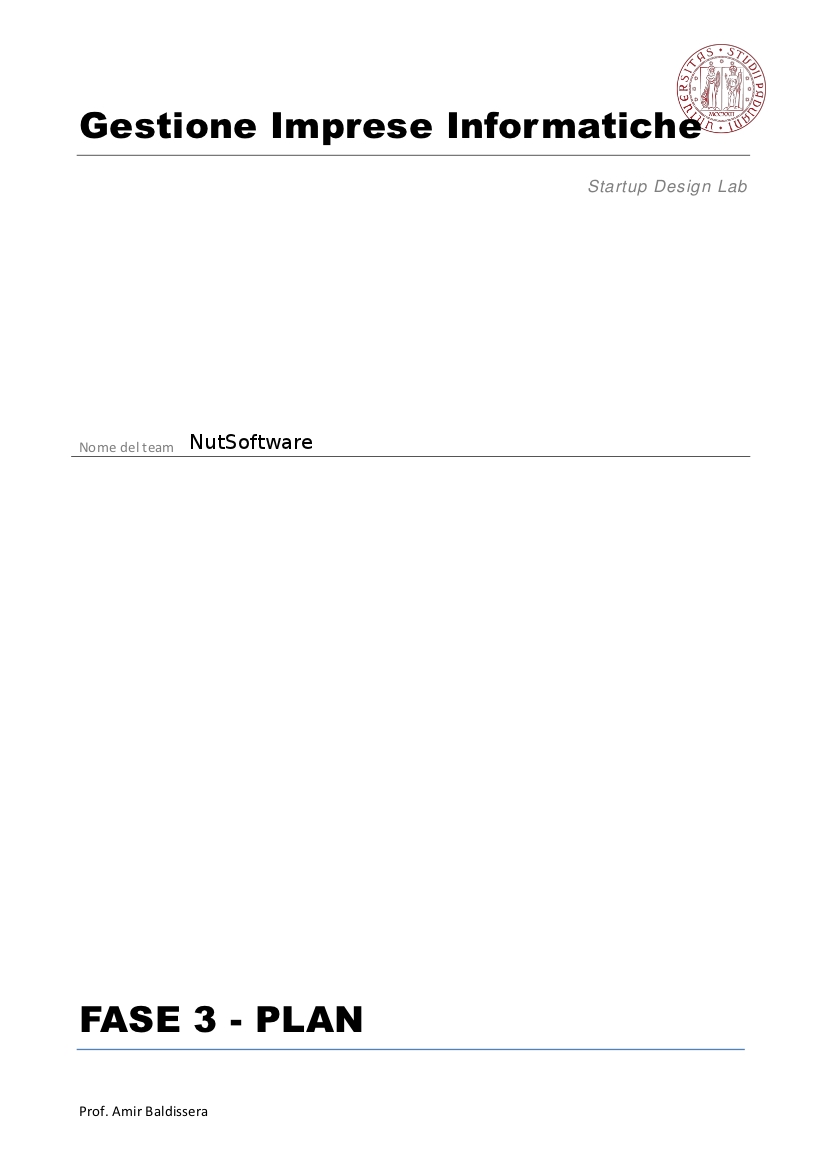 UNIVERSITAS • STUDII PADUANI •
MCCXXII
Gestione Imprese Informatiche
Startup Design Lab
Nome del team NutSoftware
FASE 3 - PLAN
Prof. Amir Baldissera